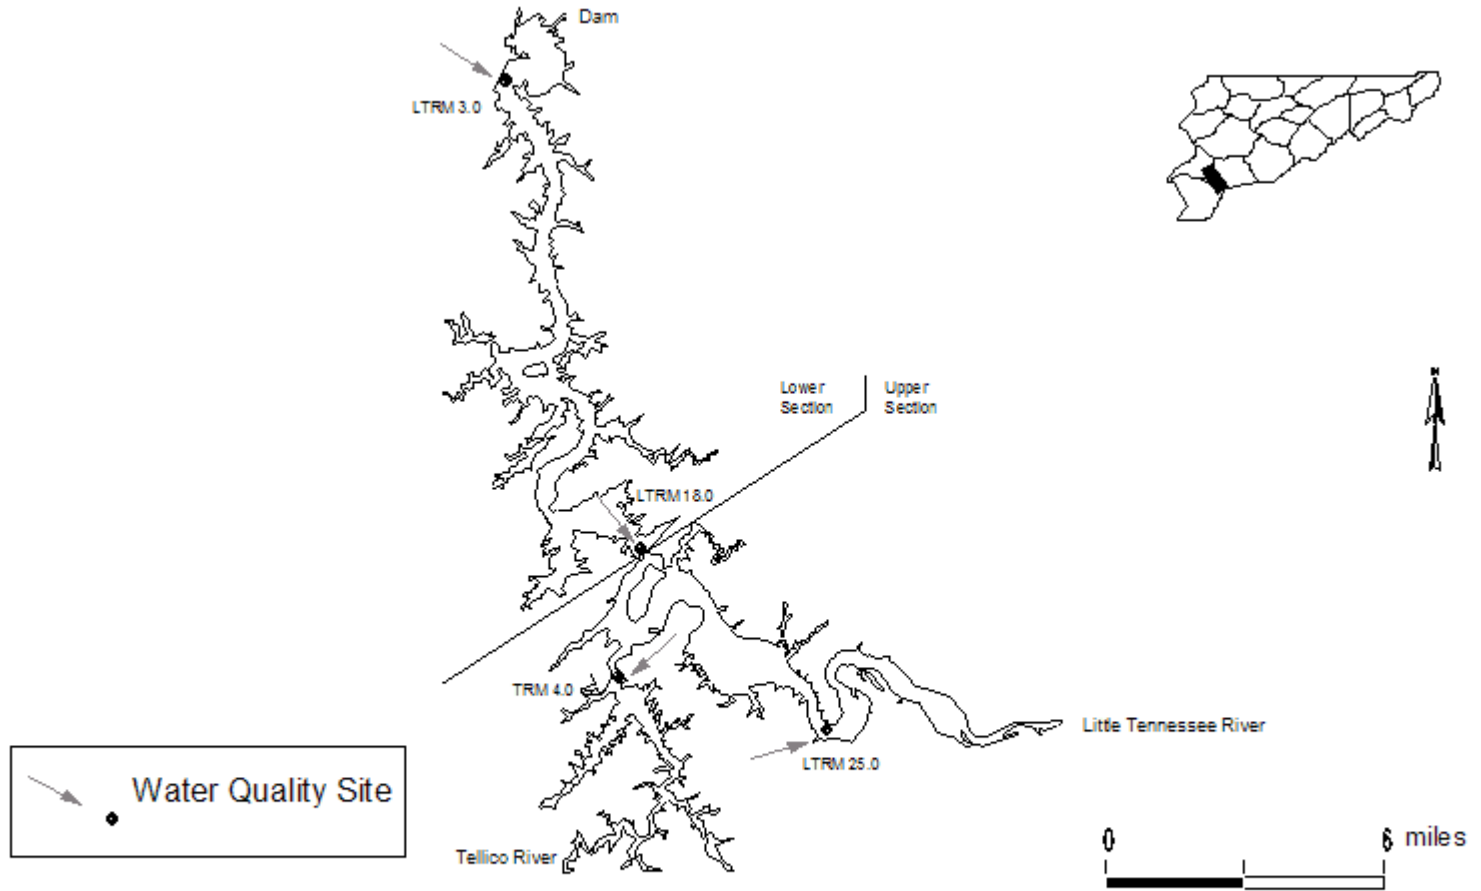 Dam
LTRM 3.0
Lower
Section
Upper
Section
N
LTRM 18.0
TRM 4.0
Little Tennessee River
LTRM 25.0
Water Quality Site
Tellico River
0
6 miles